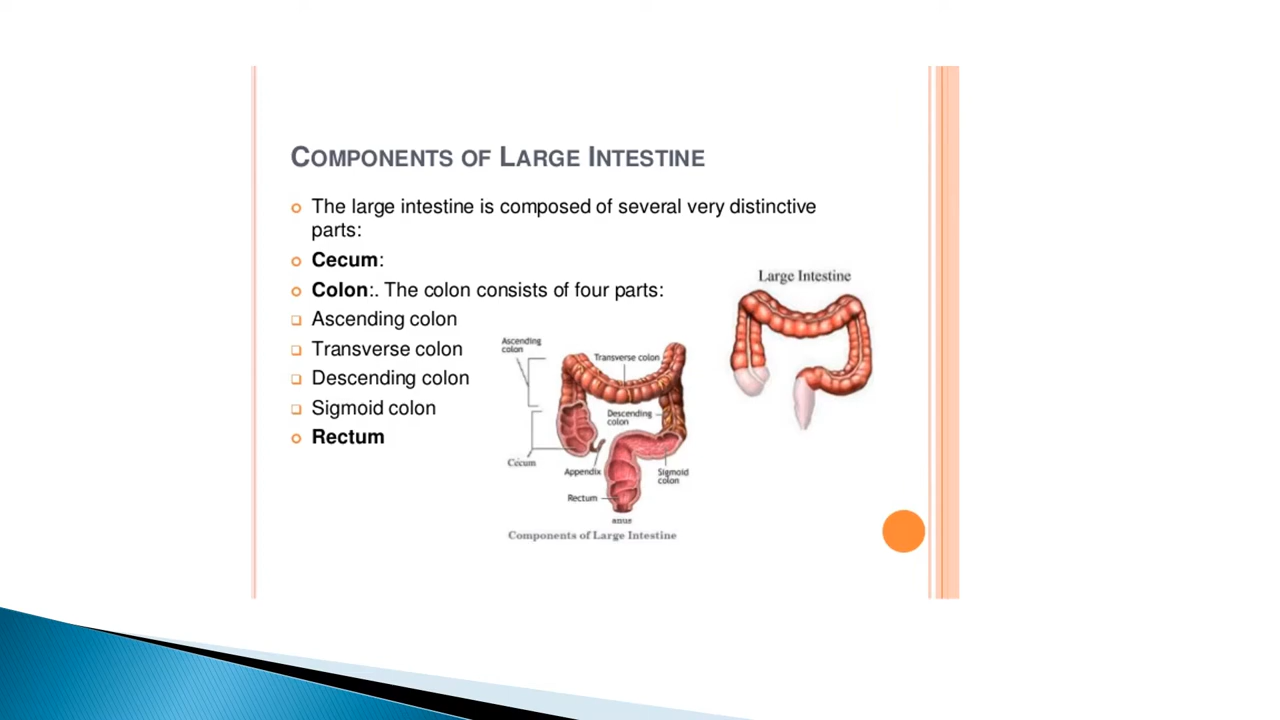 COMPONENTS OF LARGE INTESTINE
The large intestine is composed of several very distinctive
parts:
Cecum:
Colon:. The colon consists of four parts:
Ascending colon
Transverse colon
Descending colon
Sigmoid colon
Rectum
Ascending
colon
Transverse colon
Descending
colon
Cecum
Appendix
Sigmoid
colon
Rectum
anus
Components of Large Intestine
Large Intestine